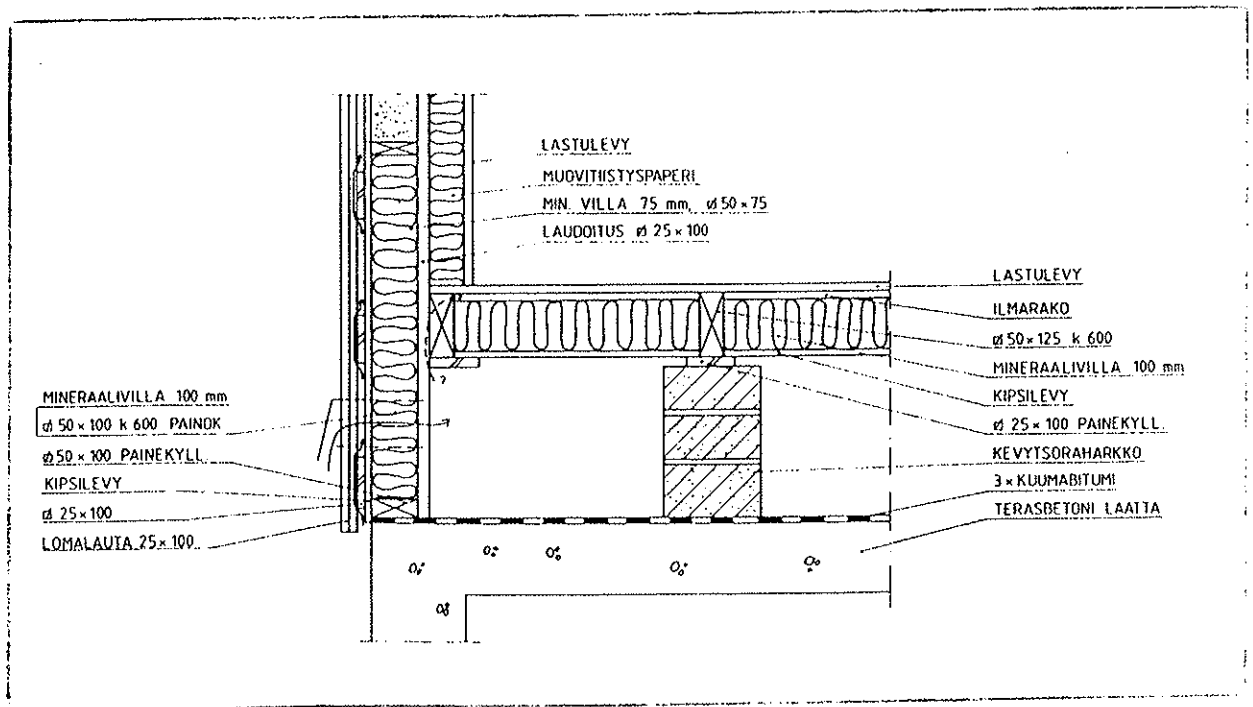 LASTULEVY
MUOVITIISTYSPAPERI
MIN. VILLA 75 mm, ø 50×75
LAUDOITUS ø 25×100
LASTULEVY
ILMARAKO
ø 50×125 k 600
MINERAALIVILLA 100 mm
KIPSILEVY
ø 25×100 PAINEKYLL.
KEVYTSORAHARKKO
3× KUUMABITUMI
TERASBETONI LAATTA
MINERAALIVILLA 100 mm
ø 50×100 k 600 PAINOK
ø 50×100 PAINEKYLL
KIPSILEVY
ø 25×100
LOMALAUTA 25×100
?